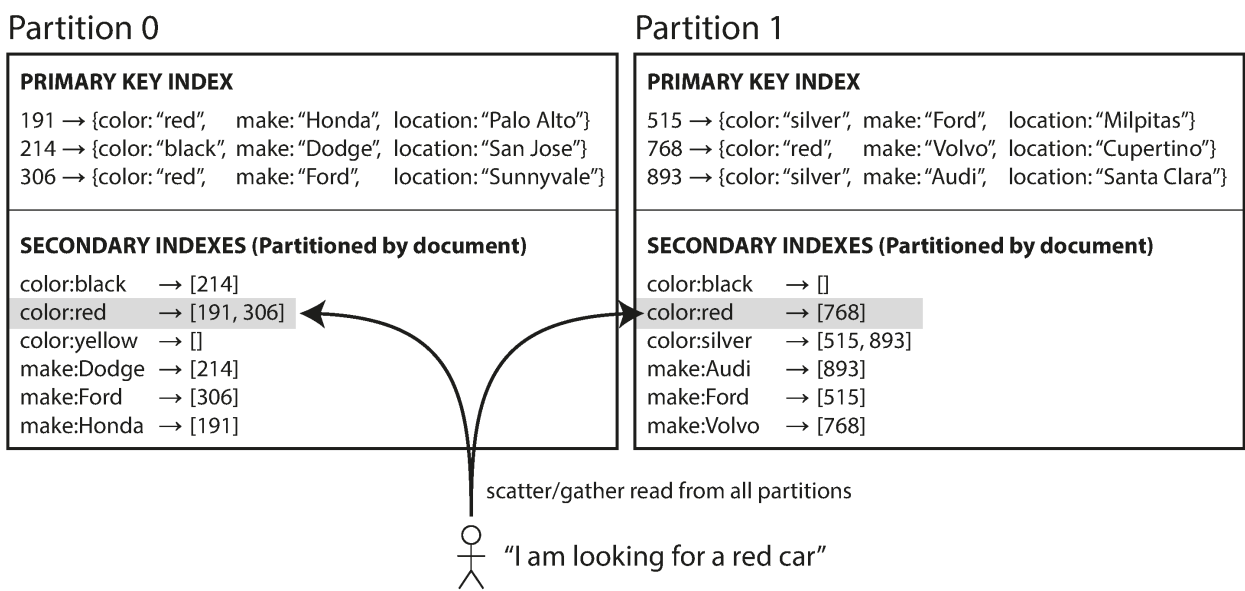 Partition 0
PRIMARY KEY INDEX
191 → {color: “red”, make: “Honda”, location: “Palo Alto”}
214 → {color: “black”, make: “Dodge”, location: “San Jose”}
306 → {color: “red”, make: “Ford”, location: “Sunnyvale”}
SECONDARY INDEXES (Partitioned by document)
color:black → [214]
color:red → [191, 306]
color:yellow → []
make:Dodge → [214]
make:Ford → [306]
make:Honda → [191]
Partition 1
PRIMARY KEY INDEX
515 → {color: “silver”, make: “Ford”, location: “Milpitas”}
768 → {color: “red”, make: “Volvo”, location: “Cupertino”}
893 → {color: “silver”, make: “Audi”, location: “Santa Clara”}
SECONDARY INDEXES (Partitioned by document)
color:black → []
color:red → [768]
color:silver → [515, 893]
make:Audi → [893]
make:Ford → [515]
make:Volvo → [768]
scatter/gather read from all partitions
“I am looking for a red car”